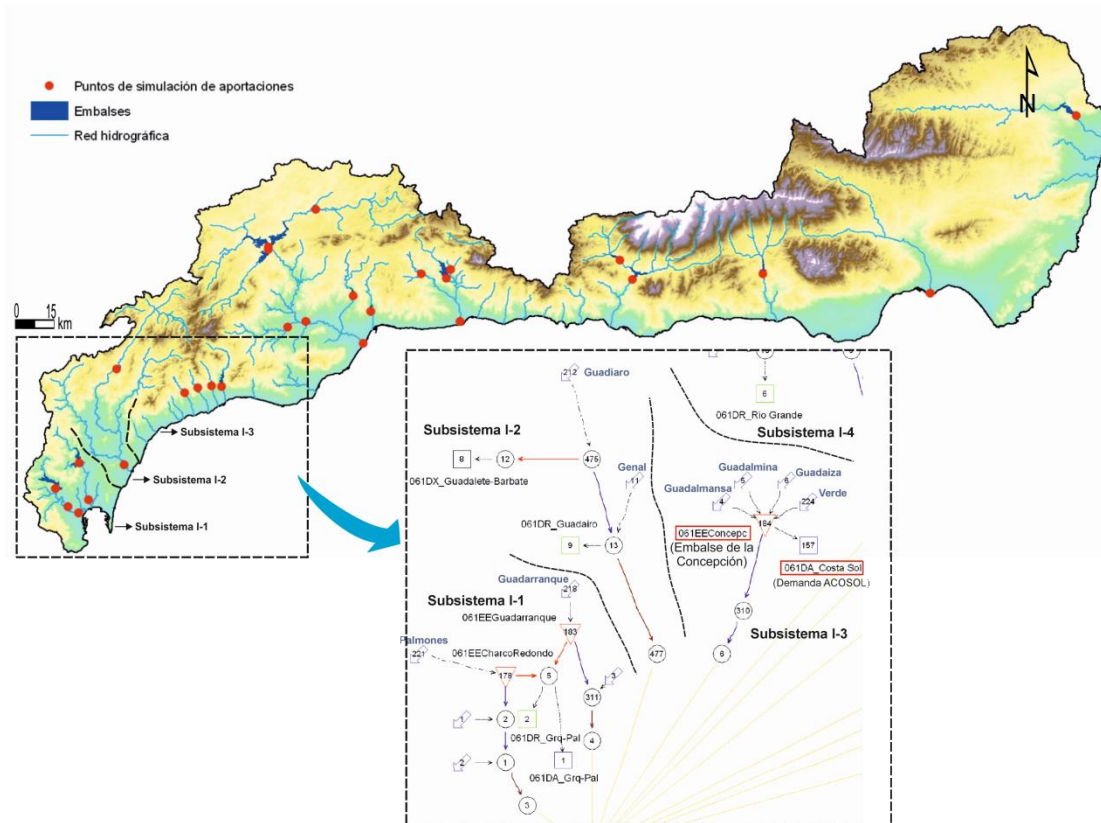 Puntos de simulación de aportaciones
Embalses
Red hidrográfica
N
0 15
km
Subsistema I-3
Subsistema I-2
Subsistema I-1
212
Guadiaro
6
061DR_Rio Grande
Subsistema I-4
Subsistema I-2
8
12
475
061DX_Guadalete-Barbate
Genal
11
Guadalmina
Guadaiza
5
6
Guadalmansa
Verde
4
224
184
061DR_Guadairo
061EEConcepc
(Embalse de la
Concepción)
9
13
157
061DA_Costa Sol
(Demanda ACOSOL)
Guadarranque
218
Subsistema I-1
061EEGuadarranque
183
310
Subsistema I-3
Palmones
221
061EECharcoRedondo
477
6
178
5
3
311
1
2
2
061DR_Grq-Pal
4
2
1
1
061DA_Grq-Pal
3